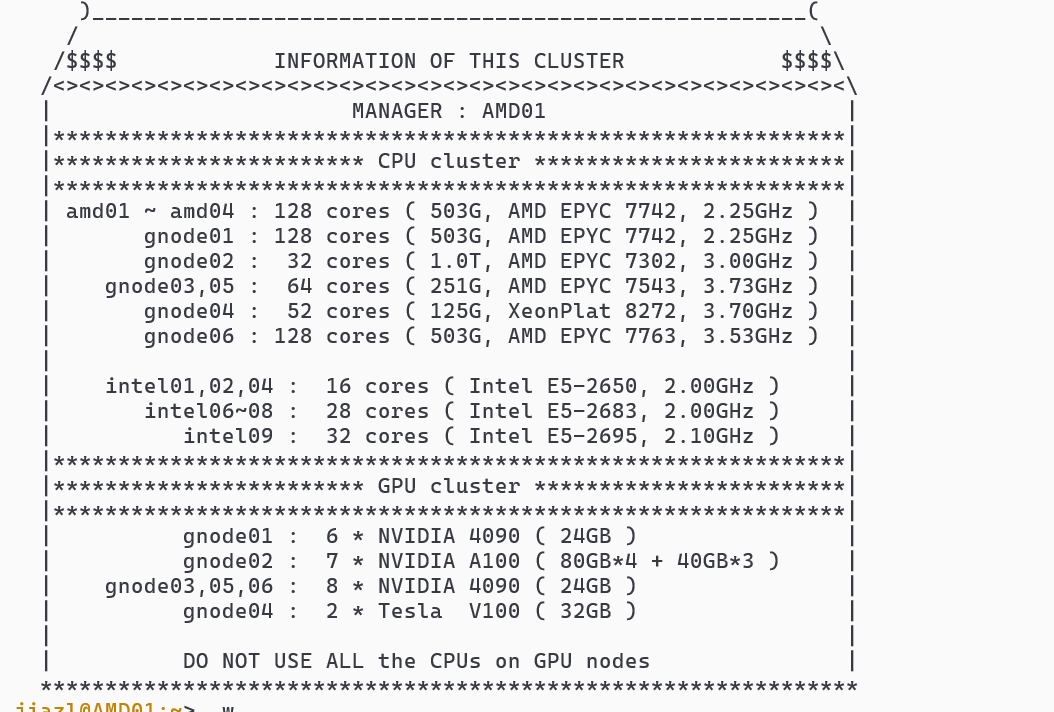 )_______________________________________________________(
/ \
/$$$$ INFORMATION OF THIS CLUSTER $$$$\
/<><><><><><><><><><><><><><><><><><><><><><><><><><><><><><><\
| MANAGER : AMD01 |
|*************************************************************|
|************************ CPU cluster ************************|
|*************************************************************|
| amd01 ~ amd04 : 128 cores ( 503G, AMD EPYC 7742, 2.25GHz ) |
| gnode01 : 128 cores ( 503G, AMD EPYC 7742, 2.25GHz ) |
| gnode02 : 32 cores ( 1.0T, AMD EPYC 7302, 3.00GHz ) |
| gnode03,05 : 64 cores ( 251G, AMD EPYC 7543, 3.73GHz ) |
| gnode04 : 52 cores ( 125G, XeonPlat 8272, 3.70GHz ) |
| gnode06 : 128 cores ( 503G, AMD EPYC 7763, 3.53GHz ) |
| |
| intel01,02,04 : 16 cores ( Intel E5-2650, 2.00GHz ) |
| intel06~08 : 28 cores ( Intel E5-2683, 2.00GHz ) |
| intel09 : 32 cores ( Intel E5-2695, 2.10GHz ) |
|*************************************************************|
|************************ GPU cluster ************************|
|*************************************************************|
| gnode01 : 6 * NVIDIA 4090 ( 24GB ) |
| gnode02 : 7 * NVIDIA A100 ( 80GB*4 + 40GB*3 ) |
| gnode03,05,06 : 8 * NVIDIA 4090 ( 24GB ) |
| gnode04 : 2 * Tesla V100 ( 32GB ) |
| |
| DO NOT USE ALL the CPUs on GPU nodes |
***************************************************************
jiazl@AMD01:~> w